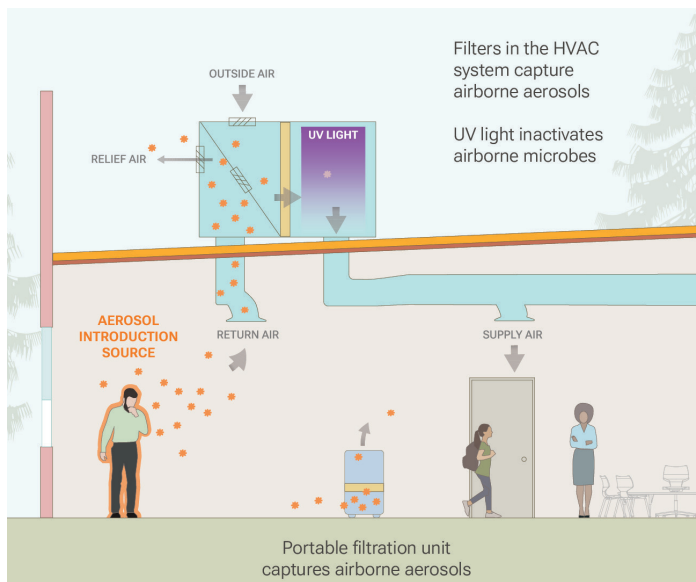 Filters in the HVAC
system capture
airborne aerosols
UV light inactivates
airborne microbes
OUTSIDE AIR
UV LIGHT
RELIEF AIR
AEROSOL
INTRODUCTION
SOURCE
RETURN AIR
SUPPLY AIR
Portable filtration unit
captures airborne aerosols